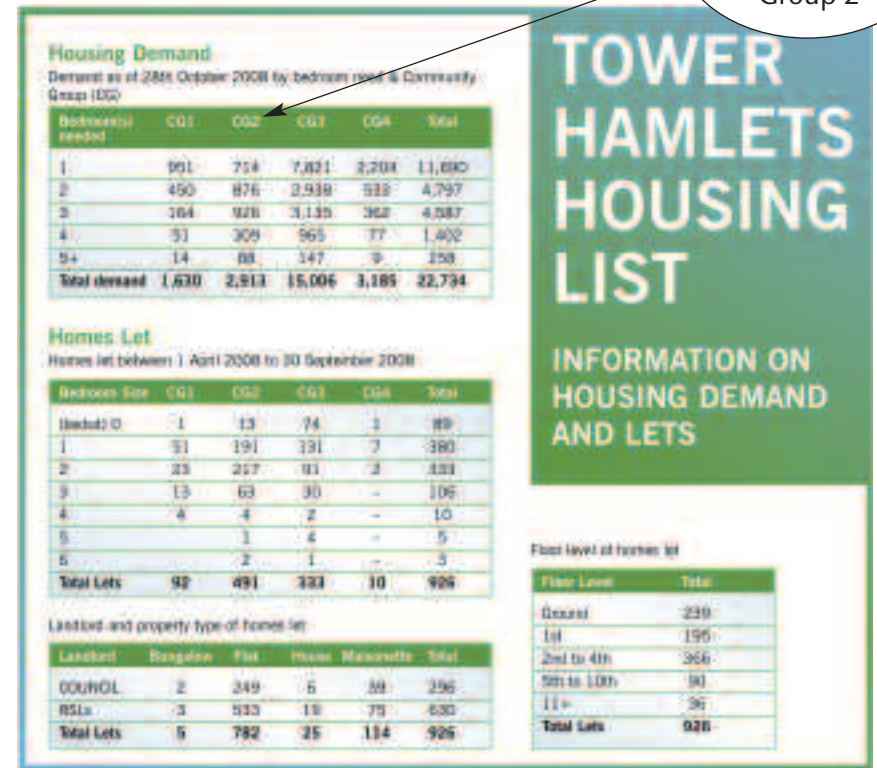 Group 2
Housing Demand
Demand as of 28th October 2008 by bedroom need & Community
Group (CG)
Bedroom(s) needed CG1 CG2 CG3 CG4 Total
1 951 714 7,821 2,204 11,690
2 450 876 2,938 533 4,797
3 164 926 3,135 362 4,587
4 51 309 965 77 1,402
5+ 14 88 147 9 258
Total demand 1,630 2,913 15,006 3,185 22,734
Homes Let
Homes let between 1 April 2008 to 30 September 2008
Bedroom Size CG1 CG2 CG3 CG4 Total
0 1 13 74 1 89
1 51 191 131 7 380
2 23 217 91 2 333
3 13 63 30 - 106
4 4 4 2 - 10
5 1 4 - 5
6 2 1 - 3
Total Lets 92 491 333 10 926
Landlord and property type of homes let
Landlord Bungalow Flat House Maisonette Total
COUNCIL 2 249 6 39 296
RSLs 3 533 19 75 630
Total Lets 5 782 25 114 926
TOWER
HAMLETS
HOUSING
LIST
INFORMATION ON
HOUSING DEMAND
AND LETS
Floor level of homes let
Floor Level Total
Ground 239
1st 195
2nd to 4th 366
5th to 10th 90
11+ 36
Total Lets 926